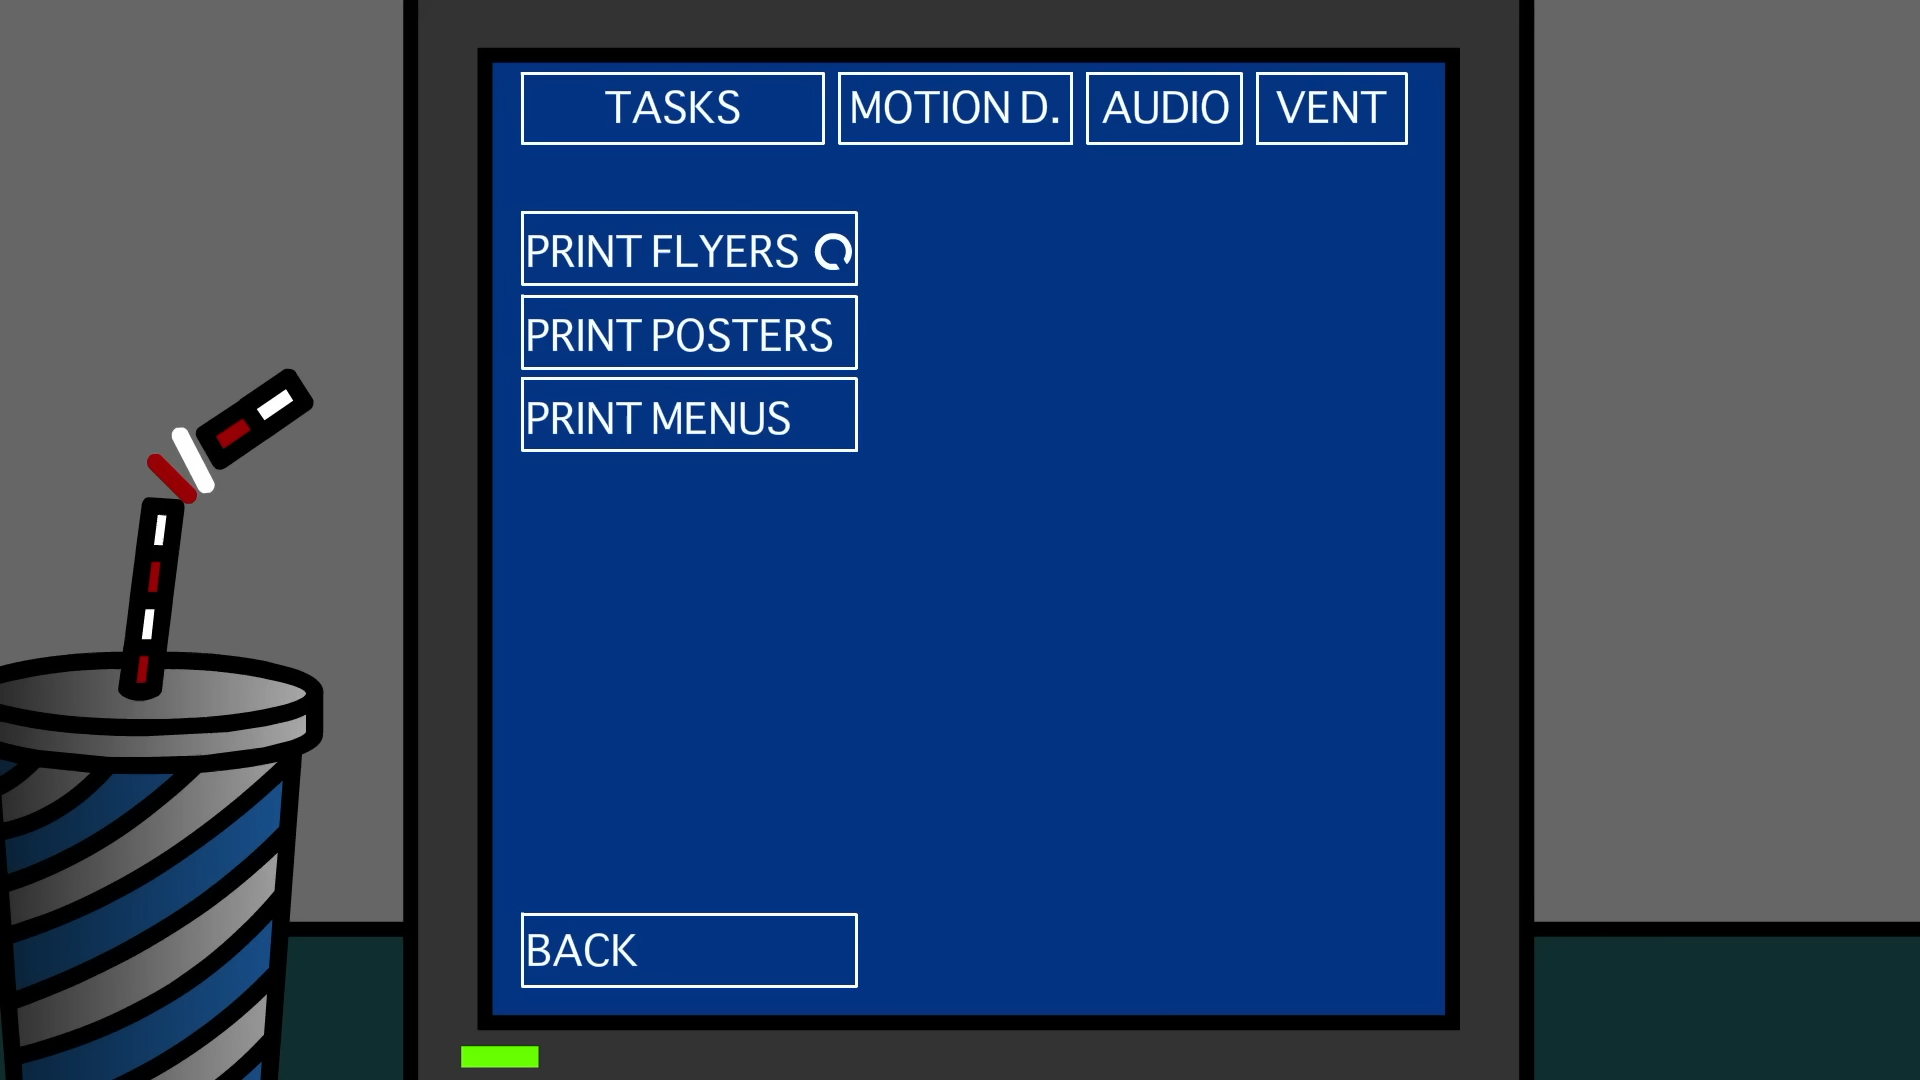 TASKS MOTION D. AUDIO VENT
PRINT FLYERS
PRINT POSTERS
PRINT MENUS
BACK